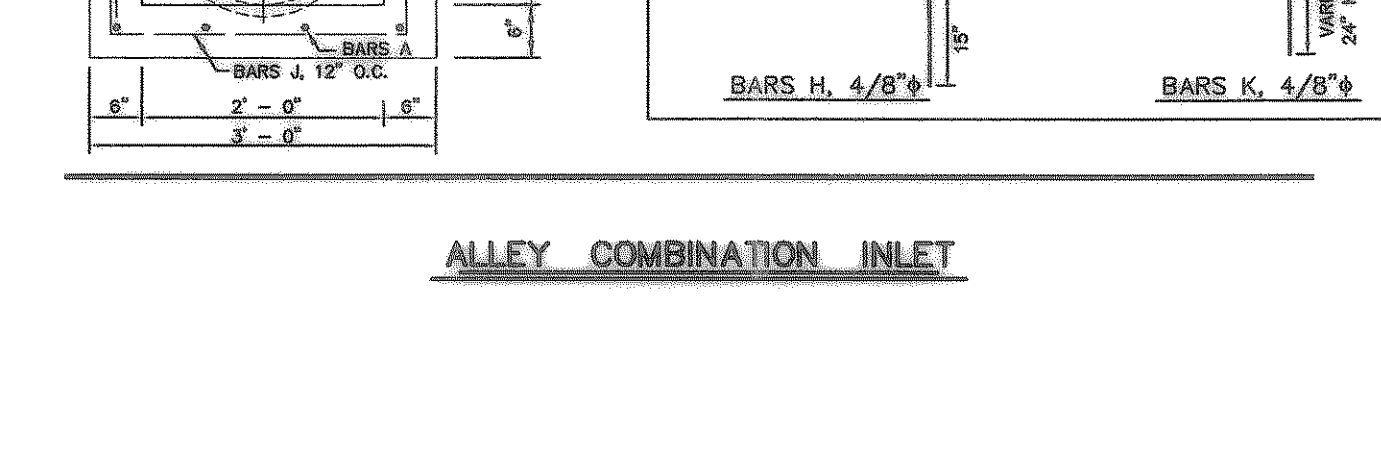 6"
BARS A
BARS J, 12" O.C.
6" 2' - 0" 6"
3' - 0"
15"
BARS H, 4/8"ϕ
24"
BARS K, 4/8"ϕ
ALLEY COMBINATION INLET